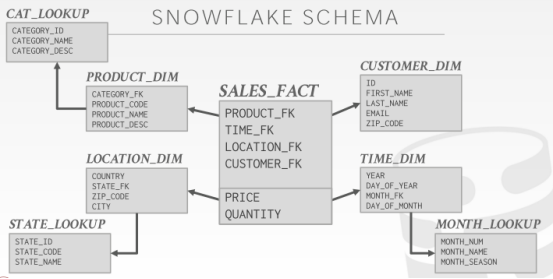 SNOWFLAKE SCHEMA
CAT_LOOKUP
CATEGORY_ID
CATEGORY_NAME
CATEGORY_DESC
PRODUCT_DIM
CATEGORY_FK
PRODUCT_CODE
PRODUCT_NAME
PRODUCT_DESC
SALES_FACT
PRODUCT_FK
TIME_FK
LOCATION_FK
CUSTOMER_FK
PRICE
QUANTITY
CUSTOMER_DIM
ID
FIRST_NAME
LAST_NAME
EMAIL
ZIP_CODE
LOCATION_DIM
COUNTRY
STATE_FK
ZIP_CODE
CITY
TIME_DIM
YEAR
DAY_OF_YEAR
MONTH_FK
DAY_OF_MONTH
STATE_LOOKUP
STATE_ID
STATE_CODE
STATE_NAME
MONTH_LOOKUP
MONTH_NUM
MONTH_NAME
MONTH_SEASON